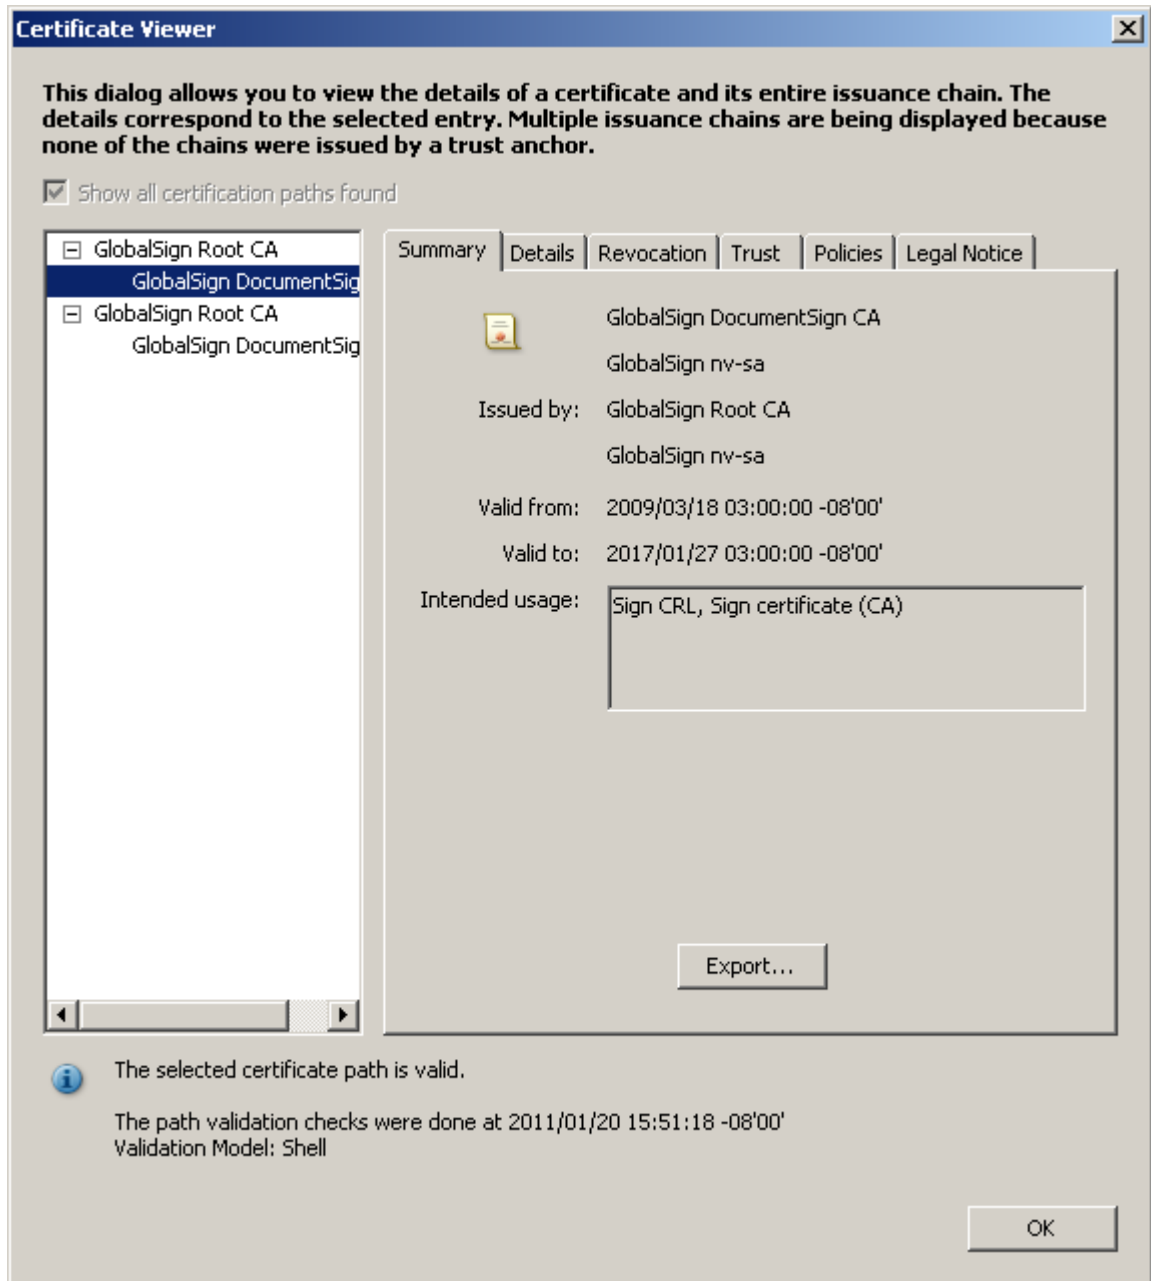 Certificate Viewer
This dialog allows you to view the details of a certificate and its entire issuance chain. The
details correspond to the selected entry. Multiple issuance chains are being displayed because
none of the chains were issued by a trust anchor.
Show all certification paths found
GlobalSign Root CA
GlobalSign DocumentSig
GlobalSign Root CA
GlobalSign DocumentSig
Summary Details Revocation Trust Policies Legal Notice
GlobalSign DocumentSign CA
GlobalSign nv-sa
Issued by: GlobalSign Root CA
GlobalSign nv-sa
Valid from: 2009/03/18 03:00:00 -08'00'
Valid to: 2017/01/27 03:00:00 -08'00'
Intended usage: Sign CRL, Sign certificate (CA)
Export...
The selected certificate path is valid.
The path validation checks were done at 2011/01/20 15:51:18 -08'00'
Validation Model: Shell
OK